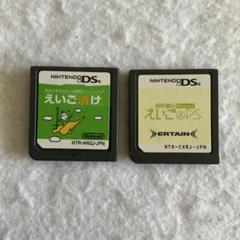 NINTENDO DS
えいご漬け
Nintendo
NTR-ANGJ-JPN
NINTENDO DS
えいごのDS
ERTAIN
NTR-CXBJ-JPN